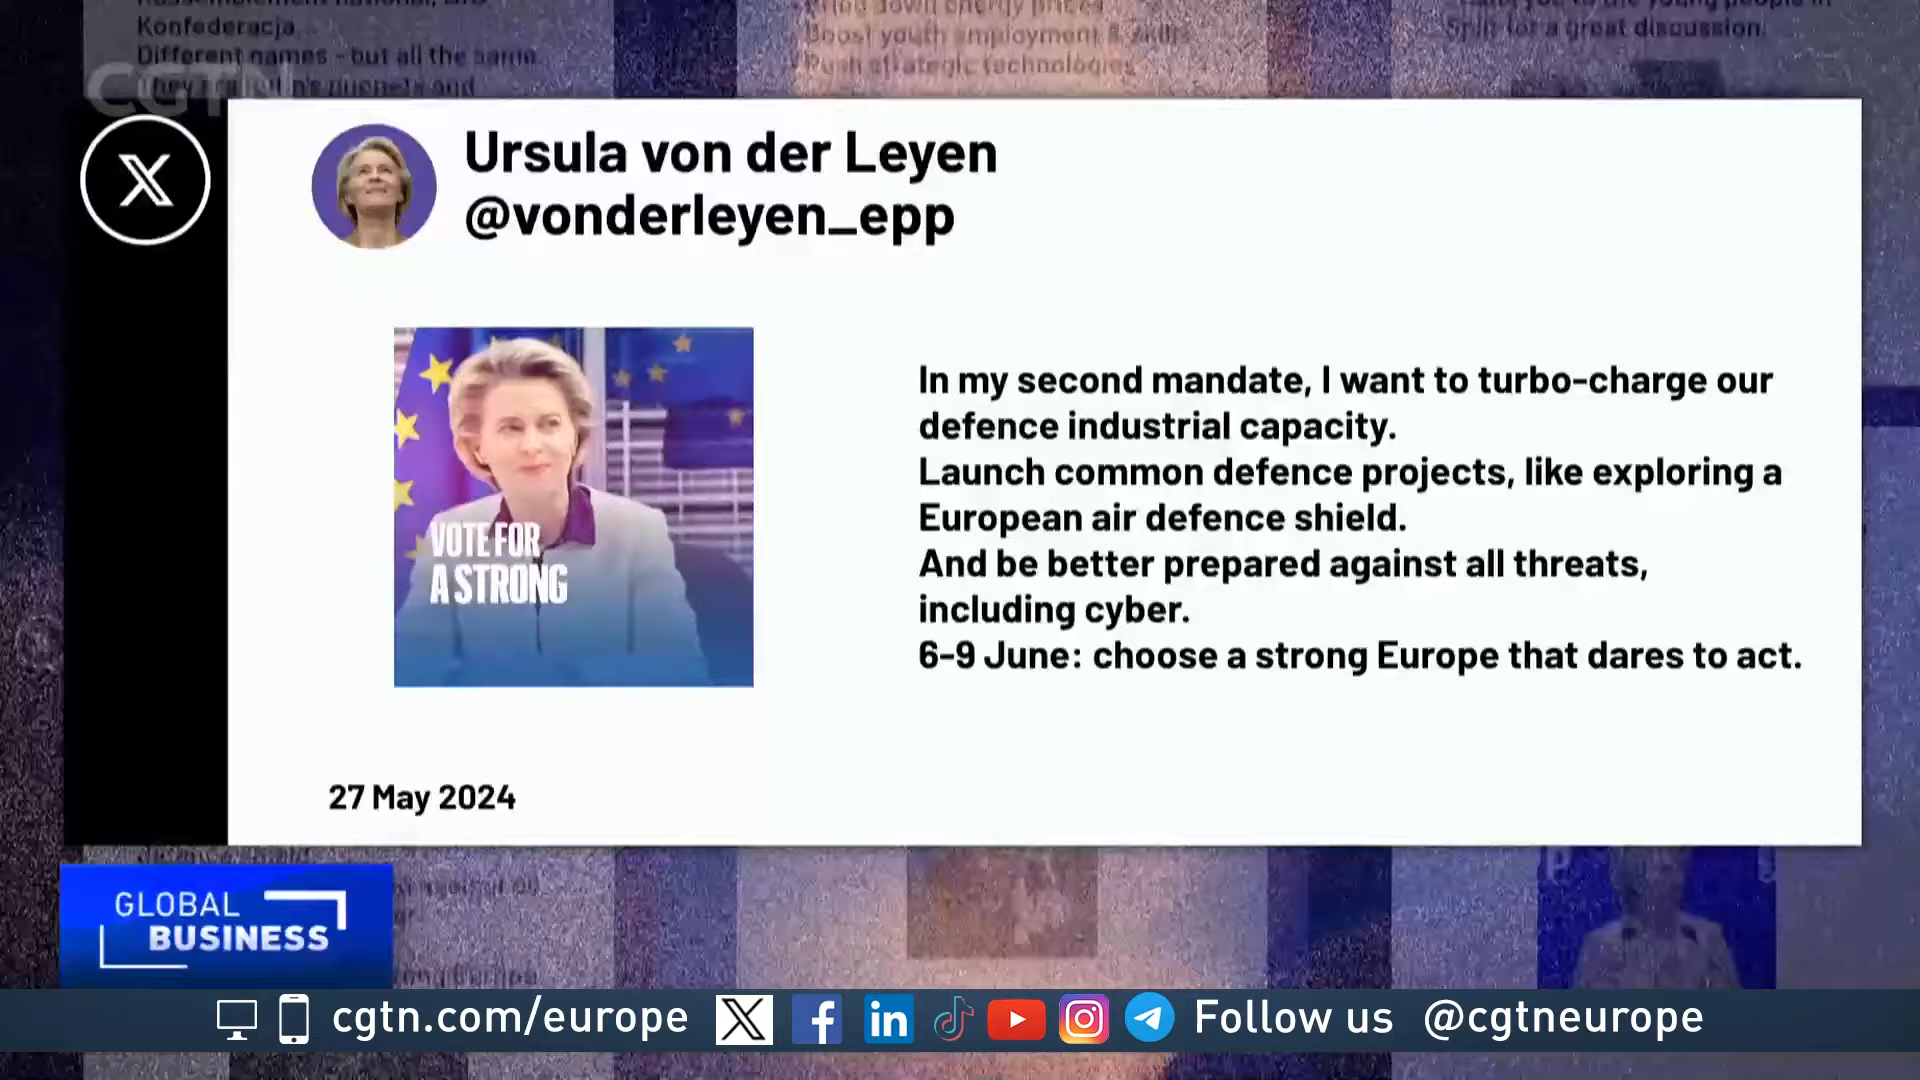 Konfederacja
Different names - but all the same
Boost youth employment & skills
Push strategic technologies
Split for a great discussion.
CGTN
Ursula von der Leyen
@vonderleyen_epp
VOTE FOR
A STRONG
In my second mandate, I want to turbo-charge our
defence industrial capacity.
Launch common defence projects, like exploring a
European air defence shield.
And be better prepared against all threats,
including cyber.
6-9 June: choose a strong Europe that dares to act.
27 May 2024
GLOBAL
BUSINESS
cgtn.com/europe Follow us @cgtneurope